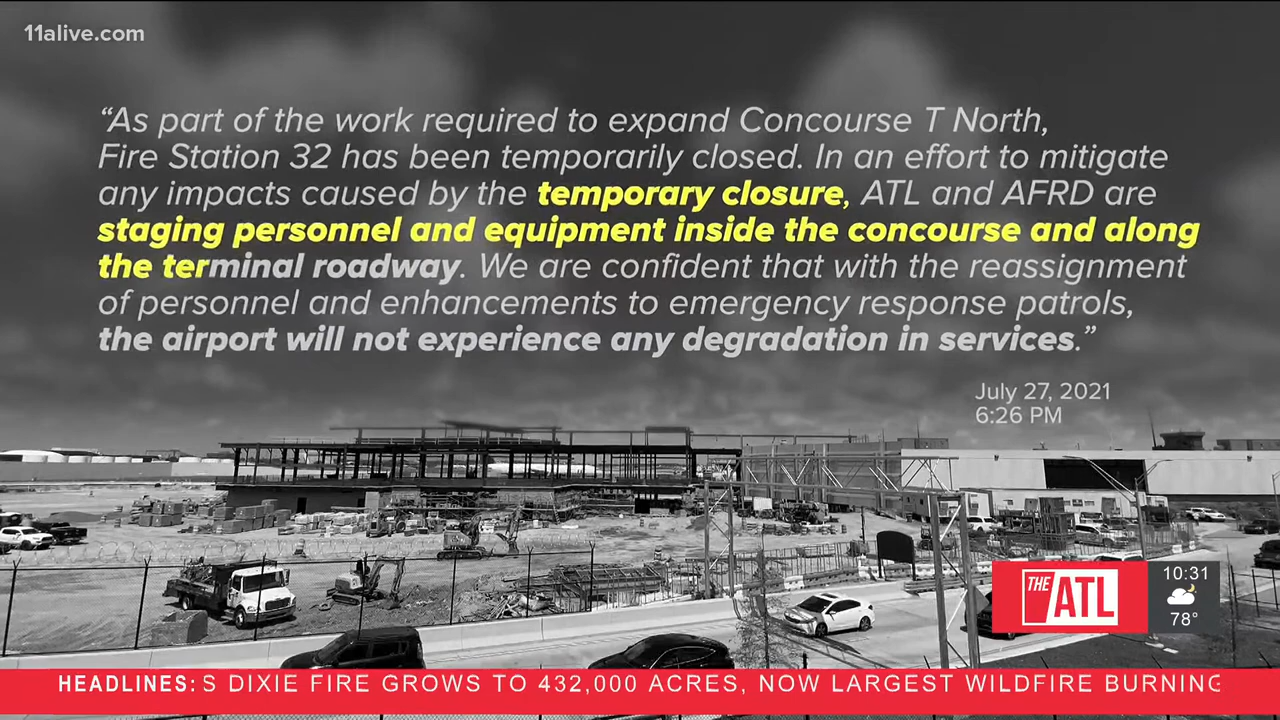 11alive.com
“As part of the work required to expand Concourse T North,
Fire Station 32 has been temporarily closed. In an effort to mitigate
any impacts caused by the temporary closure, ATL and AFRD are
staging personnel and equipment inside the concourse and along
the terminal roadway. We are confident that with the reassignment
of personnel and enhancements to emergency response patrols,
the airport will not experience any degradation in services.”
July 27, 2021
6:26 PM
THE ATL
10:31
78°
HEADLINES: S DIXIE FIRE GROWS TO 432,000 ACRES, NOW LARGEST WILDFIRE BURNING